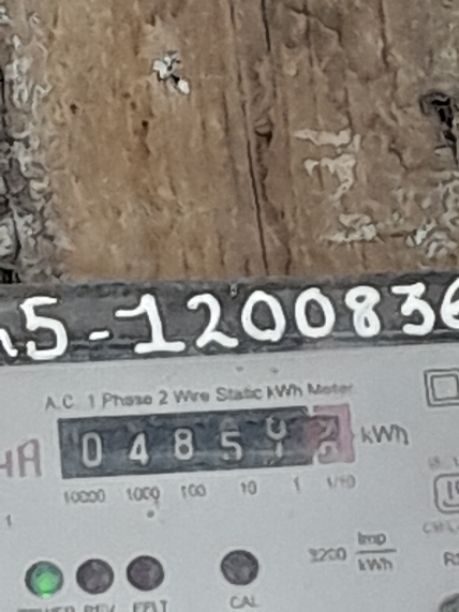 5-1200836
A.C. 1 Phase 2 Wire Static kWh Meter
0 4 8 5
kWh
10000 1000 100 10 1 1/10
1
3200 Imp/kWh
CAL